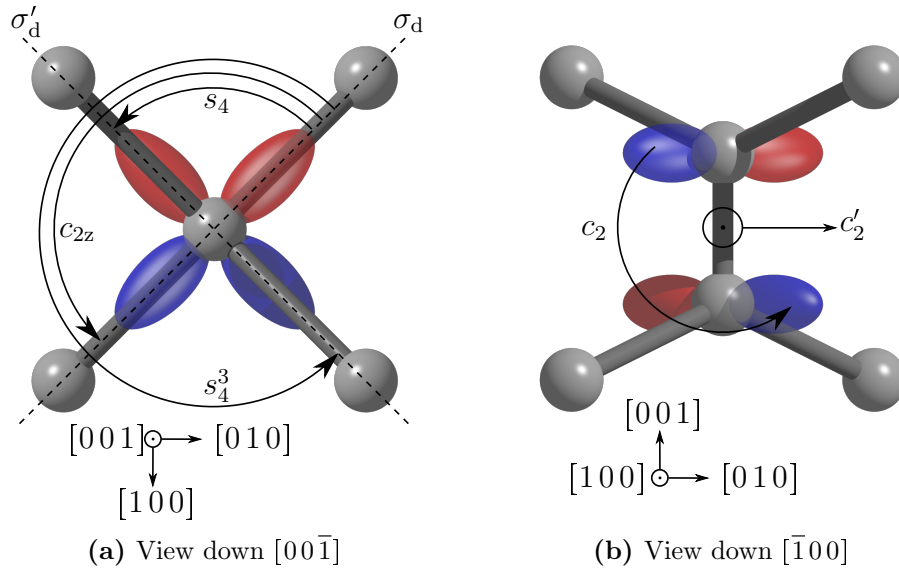 σ′d
σd
s4
c2z
s34
[0 0 1]
[0 1 0]
[1 0 0]
(a) View down [0 0 1̄]
c2
c′2
[0 0 1]
[1 0 0]
[0 1 0]
(b) View down [1̄ 0 0]